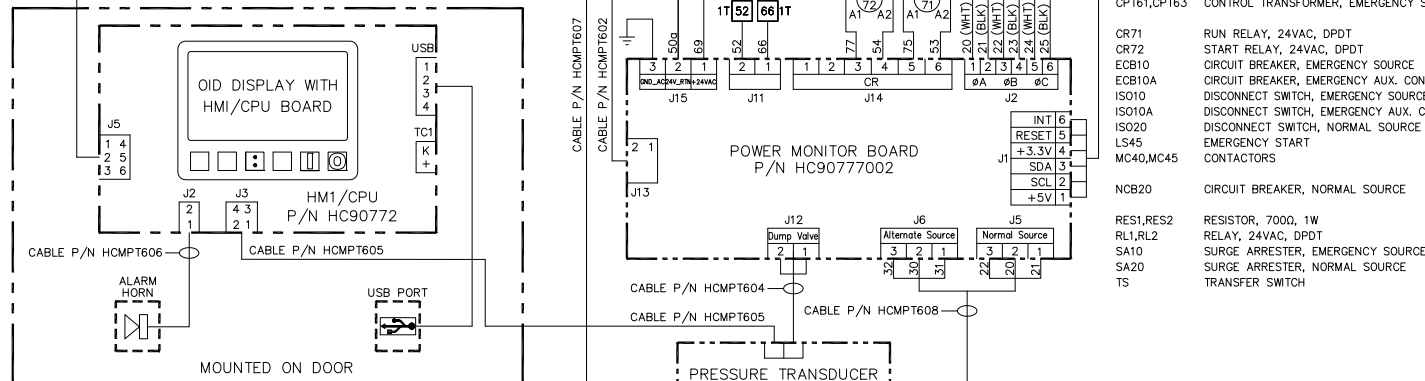 OID DISPLAY WITH
HMI/CPU BOARD
USB
1
2
3
4
TC1
K
+
J5
1 4
2 5
3 6
J2
2
1
J3
4 3
2 1
HM1/CPU
P/N HC90772
CABLE P/N HCMPT606
CABLE P/N HCMPT605
ALARM
HORN
USB PORT
MOUNTED ON DOOR
CABLE P/N HCMPT607
CABLE P/N HCMPT602
1T 52 66 1T
72
A1 A2
71
A1 A2
50a
69
52
66
77
54
75
53
20 (WHT)
21 (BLK)
22 (WHT)
23 (BLK)
24 (WHT)
25 (BLK)
3 2 1
GND_AC 24V_RTN +24VAC
J15
2 1
J11
1 2 3 4 5 6
CR
J14
1 2 3 4 5 6
øA øB øC
J2
2 1
J13
POWER MONITOR BOARD
P/N HC90777002
J1
INT 6
RESET 5
+3.3V 4
SDA 3
SCL 2
+5V 1
J12
Dump Valve
2 1
J6
Alternate Source
3 2 1
32 30 31
J5
Normal Source
3 2 1
22 20 21
CABLE P/N HCMPT604
CABLE P/N HCMPT605
CABLE P/N HCMPT608
PRESSURE TRANSDUCER
CPT61,CPT63 CONTROL TRANSFORMER, EMERGENCY S
CR71 RUN RELAY, 24VAC, DPDT
CR72 START RELAY, 24VAC, DPDT
ECB10 CIRCUIT BREAKER, EMERGENCY SOURCE
ECB10A CIRCUIT BREAKER, EMERGENCY AUX. CON
ISO10 DISCONNECT SWITCH, EMERGENCY SOURCE
ISO10A DISCONNECT SWITCH, EMERGENCY AUX. C
ISO20 DISCONNECT SWITCH, NORMAL SOURCE
LS45 EMERGENCY START
MC40,MC45 CONTACTORS
NCB20 CIRCUIT BREAKER, NORMAL SOURCE
RES1,RES2 RESISTOR, 700Ω, 1W
RL1,RL2 RELAY, 24VAC, DPDT
SA10 SURGE ARRESTER, EMERGENCY SOURCE
SA20 SURGE ARRESTER, NORMAL SOURCE
TS TRANSFER SWITCH